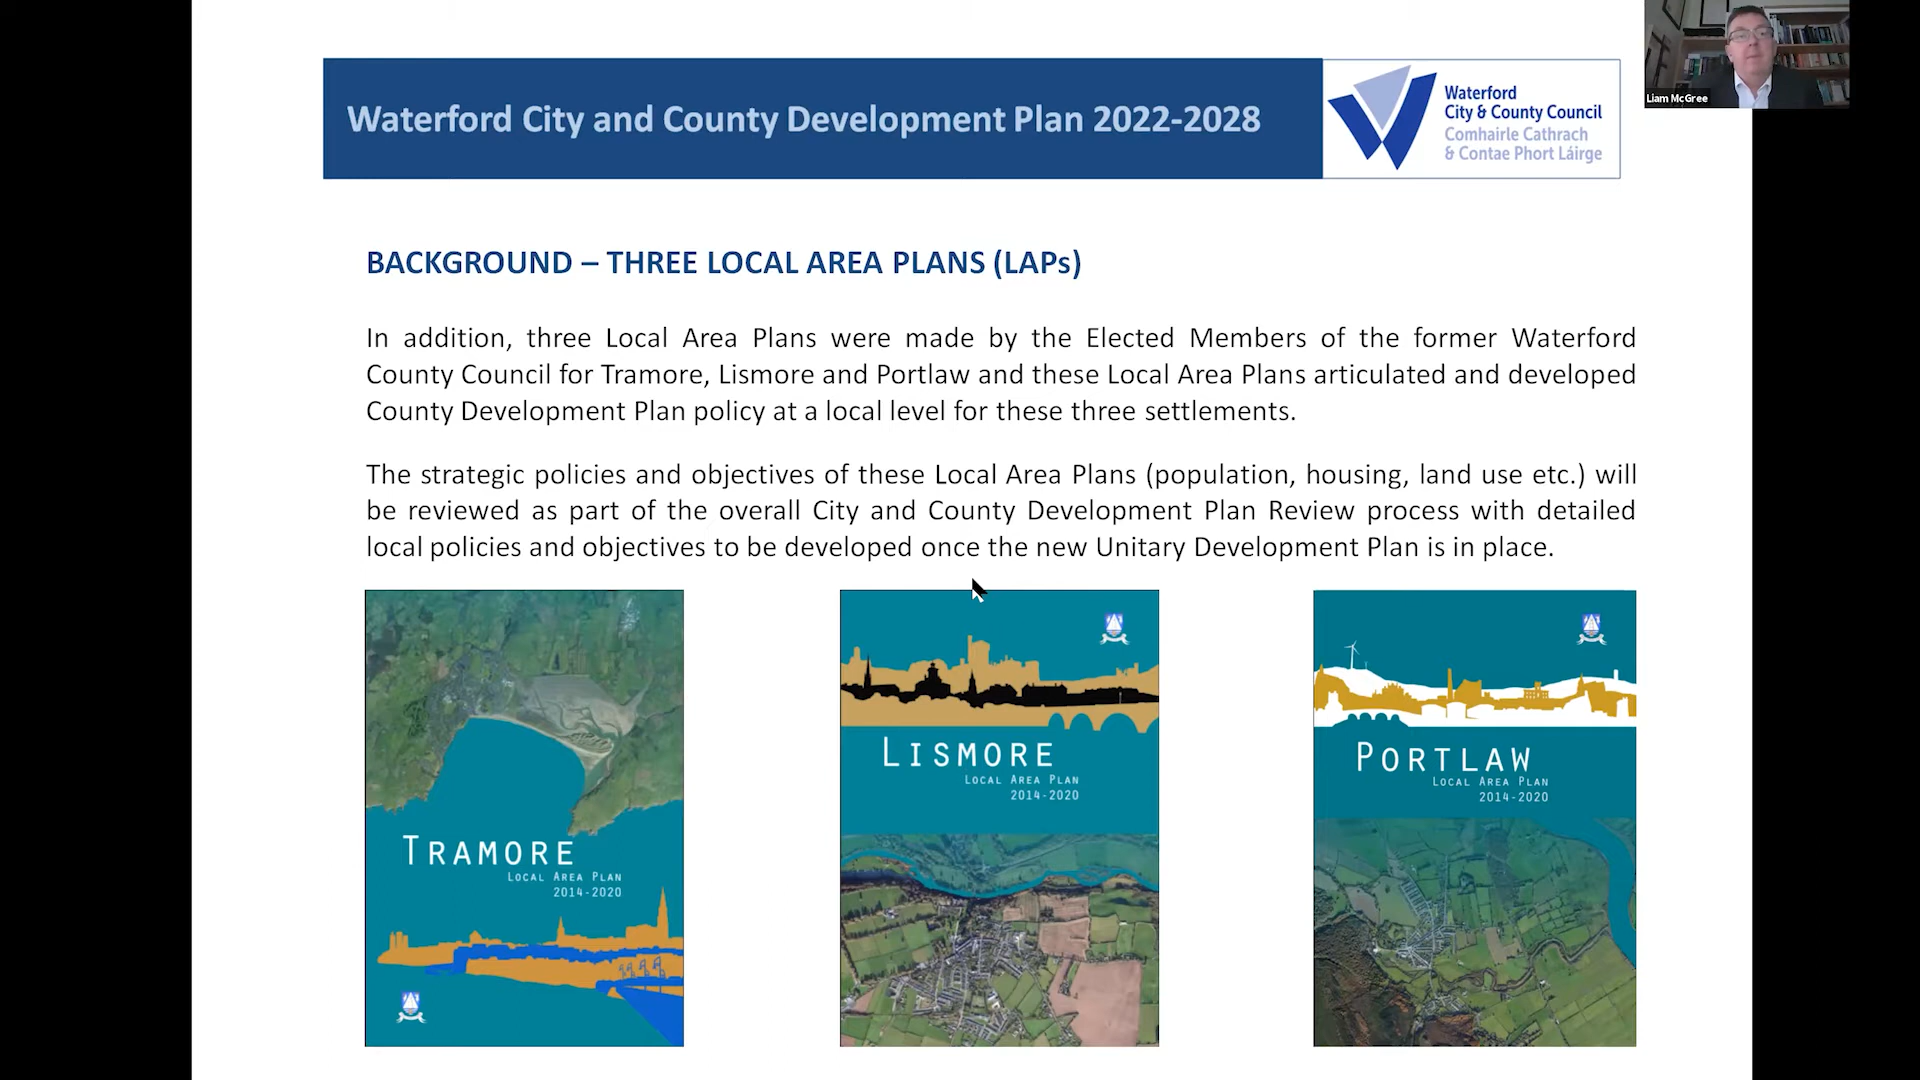 Waterford City and County Development Plan 2022-2028
Waterford
City & County Council
Comhairle Cathrach
& Contae Phort Láirge
Liam McGree
BACKGROUND – THREE LOCAL AREA PLANS (LAPs)
In addition, three Local Area Plans were made by the Elected Members of the former Waterford
County Council for Tramore, Lismore and Portlaw and these Local Area Plans articulated and developed
County Development Plan policy at a local level for these three settlements.
The strategic policies and objectives of these Local Area Plans (population, housing, land use etc.) will
be reviewed as part of the overall City and County Development Plan Review process with detailed
local policies and objectives to be developed once the new Unitary Development Plan is in place.
TRAMORE
LOCAL AREA PLAN
2014-2020
LISMORE
LOCAL AREA PLAN
2014-2020
PORTLAW
LOCAL AREA PLAN
2014-2020